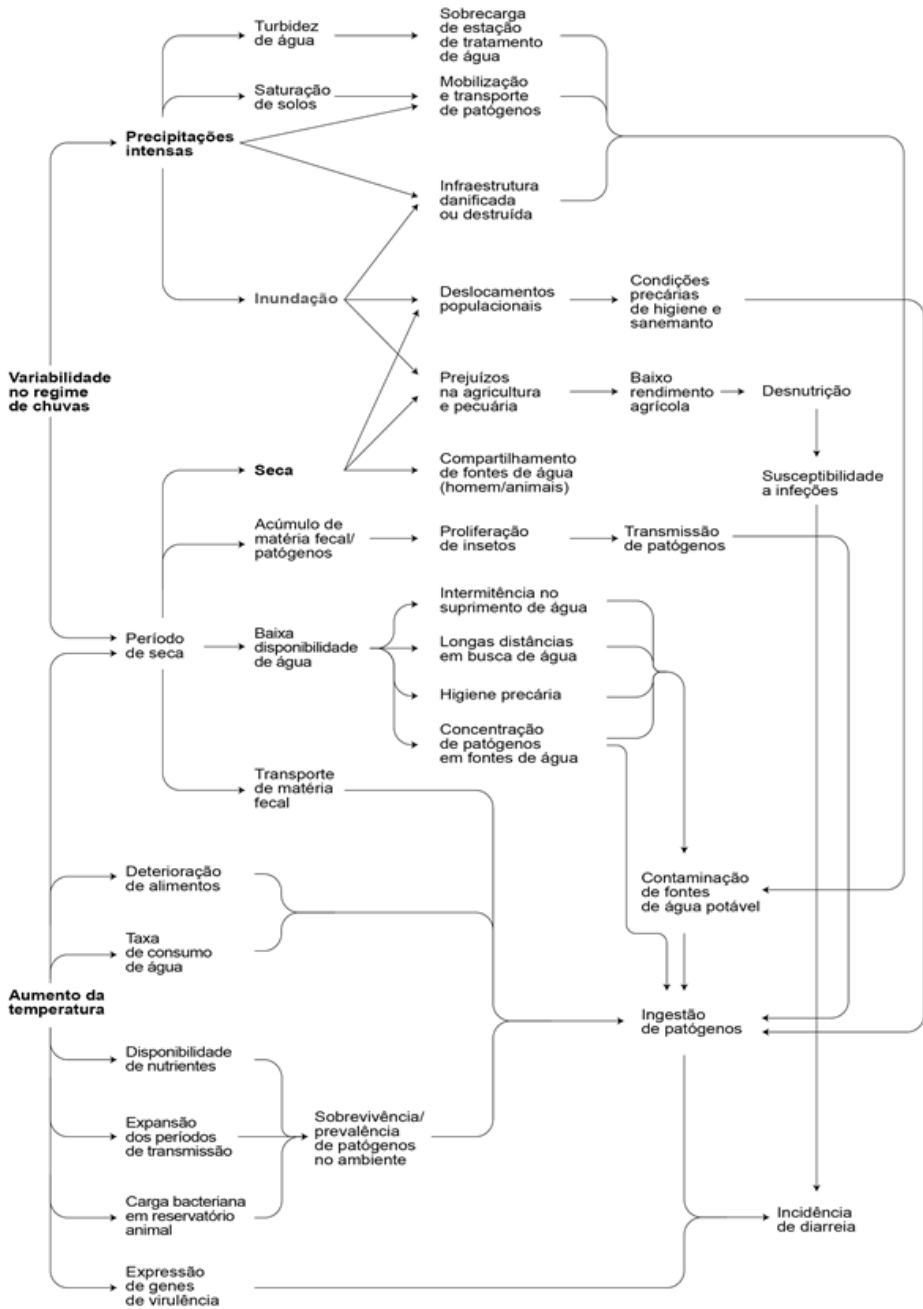 Turbidez
de água
Sobrecarga
de estação
de tratamento
de água
Saturação
de solos
Mobilização
e transporte
de patógenos
Precipitações
intensas
Infraestrutura
danificada
ou destruída
Inundação
Deslocamentos
populacionais
Condições
precárias
de higiene e
sanemanto
Variabilidade
no regime
de chuvas
Prejuízos
na agricultura
e pecuária
Baixo
rendimento
agrícola
Desnutrição
Seca
Compartilhamento
de fontes de água
(homem/animais)
Susceptibilidade
a infeções
Acúmulo de
matéria fecal/
patógenos
Proliferação
de insetos
Transmissão
de patógenos
Período
de seca
Baixa
disponibilidade
de água
Intermitência no
suprimento de água
Longas distâncias
em busca de água
Higiene precária
Concentração
de patógenos
em fontes de água
Transporte
de matéria
fecal
Deterioração
de alimentos
Contaminação
de fontes
de água potável
Taxa
de consumo
de água
Aumento da
temperatura
Ingestão
de patógenos
Disponibilidade
de nutrientes
Expansão
dos períodos
de transmissão
Sobrevivência/
prevalência
de patógenos
no ambiente
Carga bacteriana
em reservatório
animal
Incidência
de diarreia
Expressão
de genes
de virulência